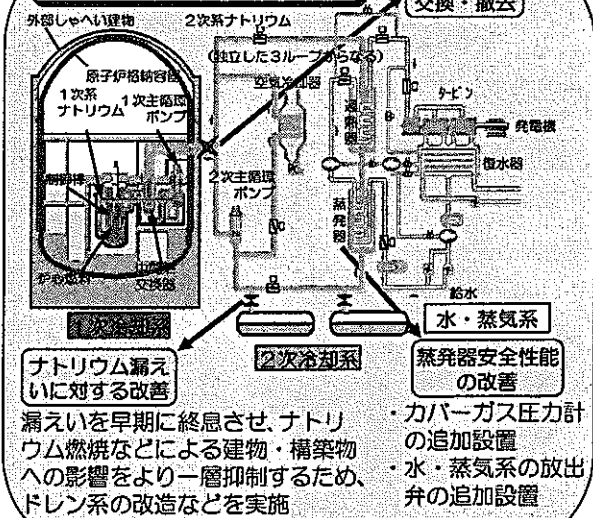 交換・撤去
外部しゃへい建物
2次系ナトリウム
(独立した3ループからなる)
原子炉格納容器
空気冷却器
1次系
ナトリウム
1次主循環
ポンプ
過熱器
タービン
発電機
復水器
制御棒
2次主循環
ポンプ
蒸発器
炉心燃料
交換器
給水
1次冷却系
2次冷却系
水・蒸気系
ナトリウム漏え
いに対する改善
蒸発器安全性能
の改善
漏えいを早期に終息させ、ナトリ
ウム燃焼などによる建物・構築物
への影響をより一層抑制するため、
ドレン系の改造などを実施
・カバーガス圧力計
の追加設置
・水・蒸気系の放出
弁の追加設置